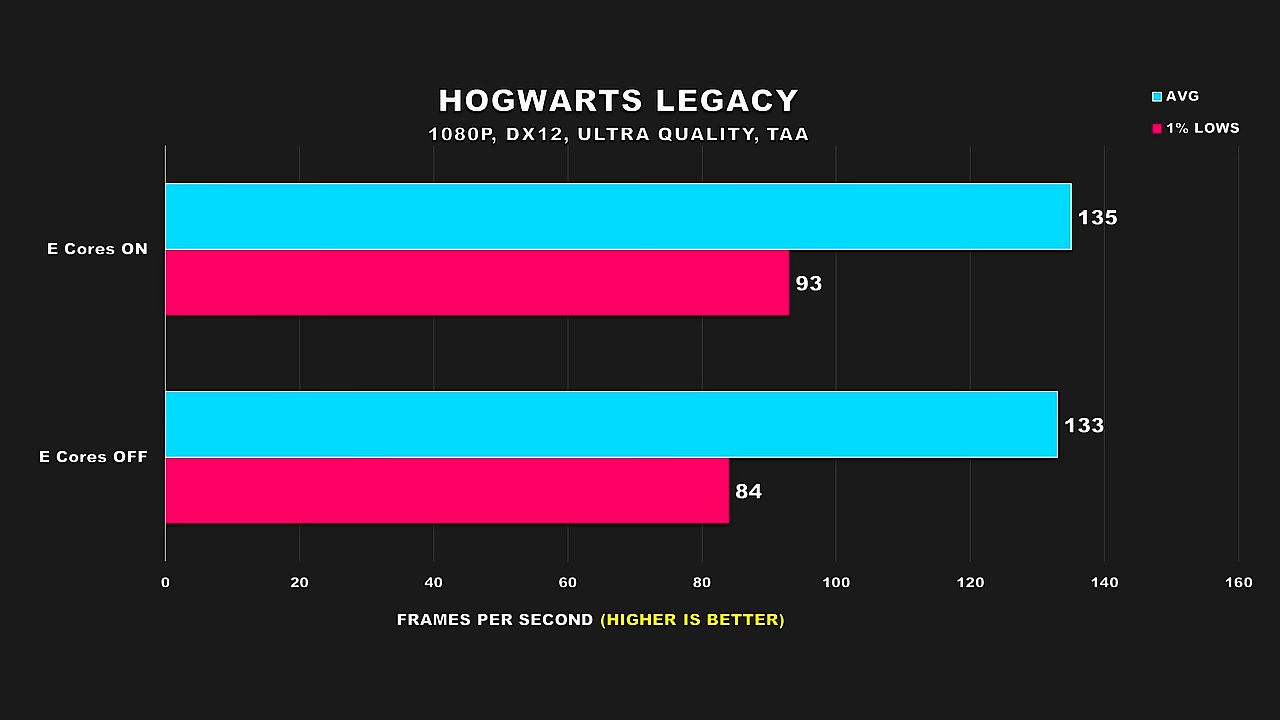 HOGWARTS LEGACY
1080P, DX12, ULTRA QUALITY, TAA
AVG
1% LOWS
E Cores ON
135
93
E Cores OFF
133
84
0 20 40 60 80 100 120 140 160
FRAMES PER SECOND (HIGHER IS BETTER)